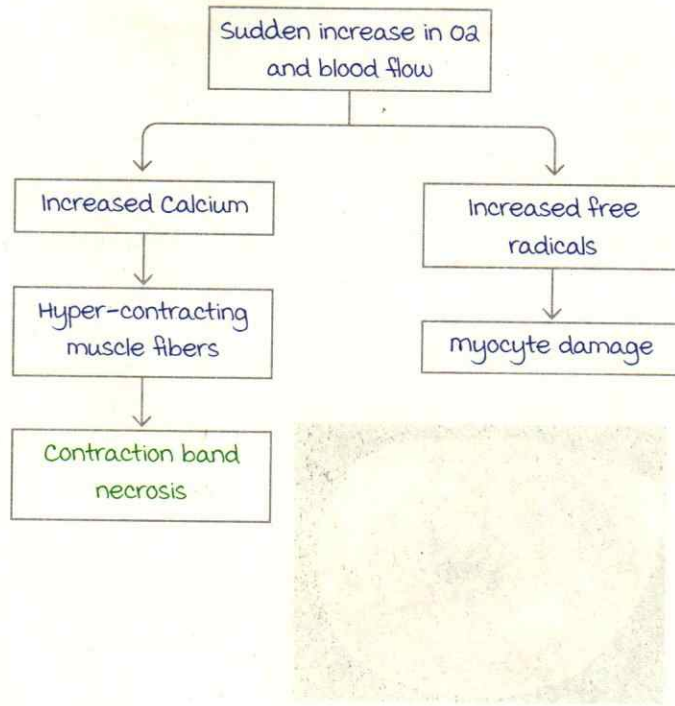 Sudden increase in O2
and blood flow
Increased Calcium
Hyper-contracting
muscle fibers
Contraction band
necrosis
Increased free
radicals
myocyte damage